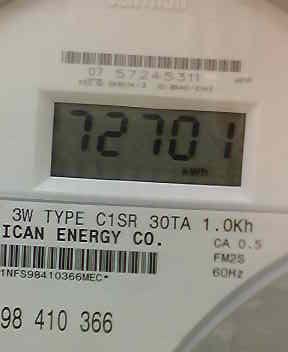 07 57245311
72701
kWh
3W TYPE C1SR 30TA 1.0Kh
ICAN ENERGY CO.
CA 0.5
FM2S
60Hz
1NFS98410366MEC*
98 410 366